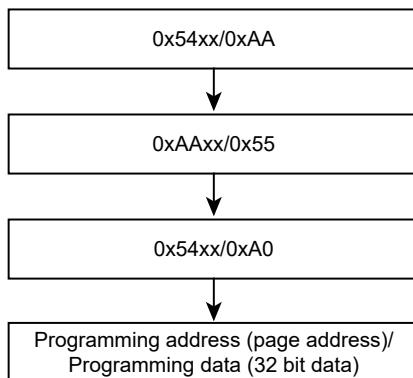 0x54xx/0xAA
0xAAxx/0x55
0x54xx/0xA0
Programming address (page address)/
Programming data (32 bit data)